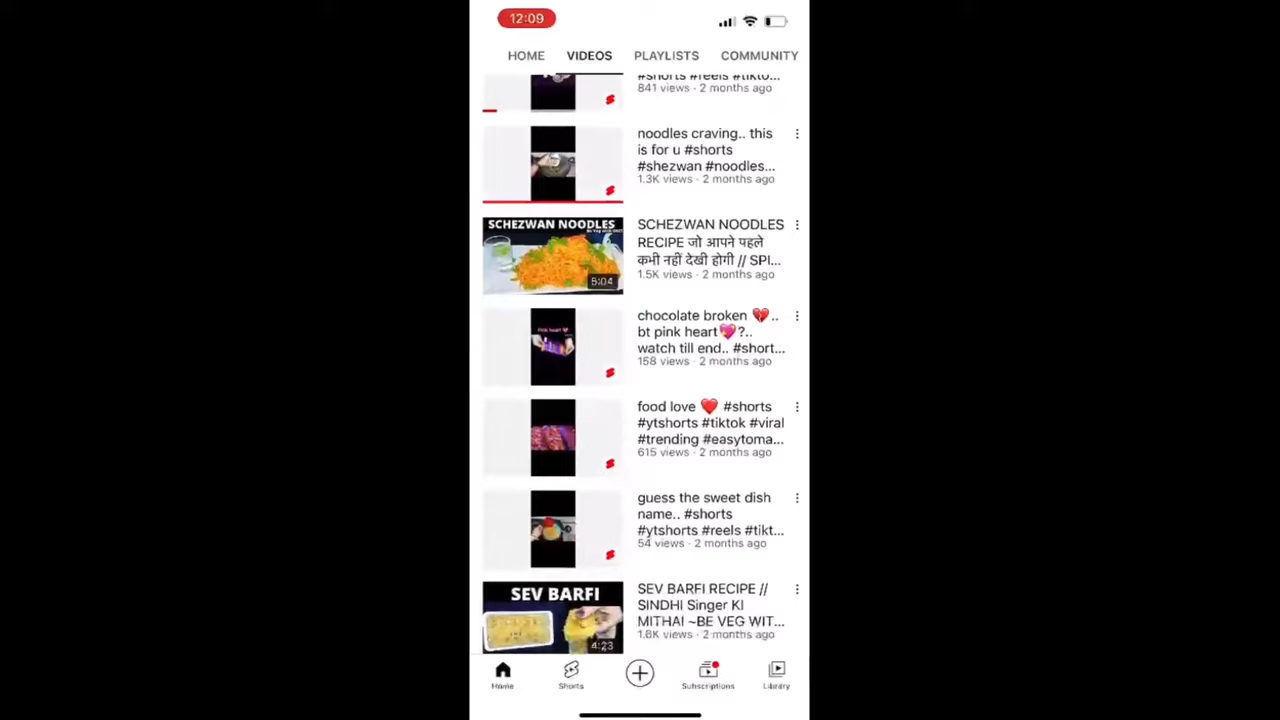 12:09
HOME VIDEOS PLAYLISTS COMMUNITY
#shorts #reels #tikto...
841 views · 2 months ago
noodles craving.. this
is for u #shorts
#shezwan #noodles...
1.3K views · 2 months ago
SCHEZWAN NOODLES
5:04
SCHEZWAN NOODLES
RECIPE जो आपने पहले
कभी नहीं देखी होगी // SPI...
1.5K views · 2 months ago
chocolate broken 💔..
bt pink heart💖?..
watch till end.. #short...
158 views · 2 months ago
food love ❤️ #shorts
#ytshorts #tiktok #viral
#trending #easytoma...
615 views · 2 months ago
guess the sweet dish
name.. #shorts
#ytshorts #reels #tikt...
54 views · 2 months ago
SEV BARFI
4:23
SEV BARFI RECIPE //
SINDHI Singer KI
MITHAI ~BE VEG WIT...
1.8K views · 2 months ago
Home Shorts Subscriptions Library